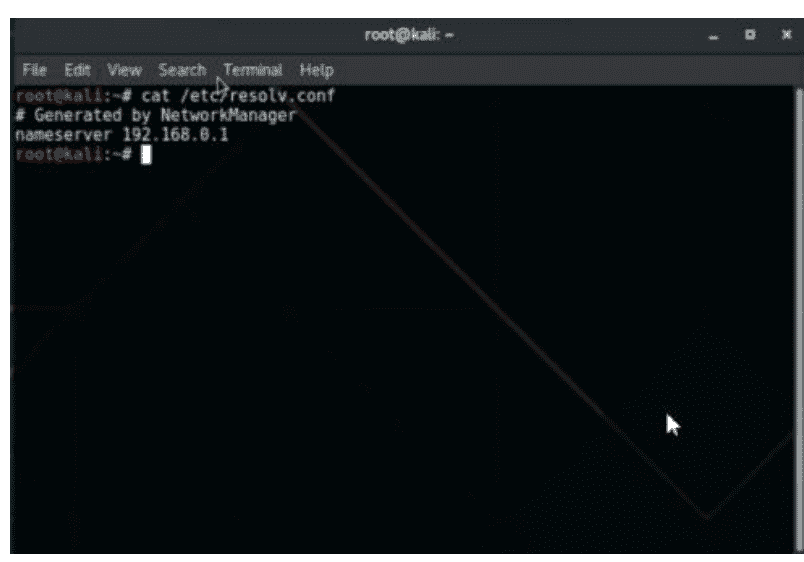 root@kali: ~
File Edit View Search Terminal Help
root@kali:~# cat /etc/resolv.conf
# Generated by NetworkManager
nameserver 192.168.0.1
root@kali:~#